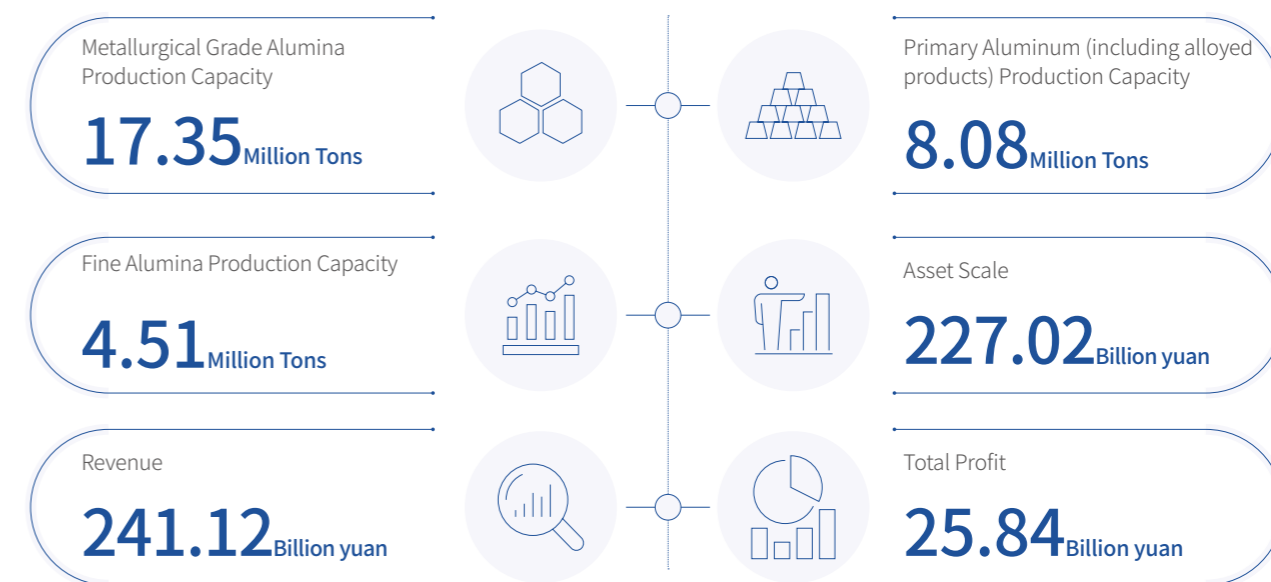 Metallurgical Grade Alumina
Production Capacity
17.35Million Tons
Primary Aluminum (including alloyed
products) Production Capacity
8.08Million Tons
Fine Alumina Production Capacity
4.51Million Tons
Asset Scale
227.02Billion yuan
Revenue
241.12Billion yuan
Total Profit
25.84Billion yuan